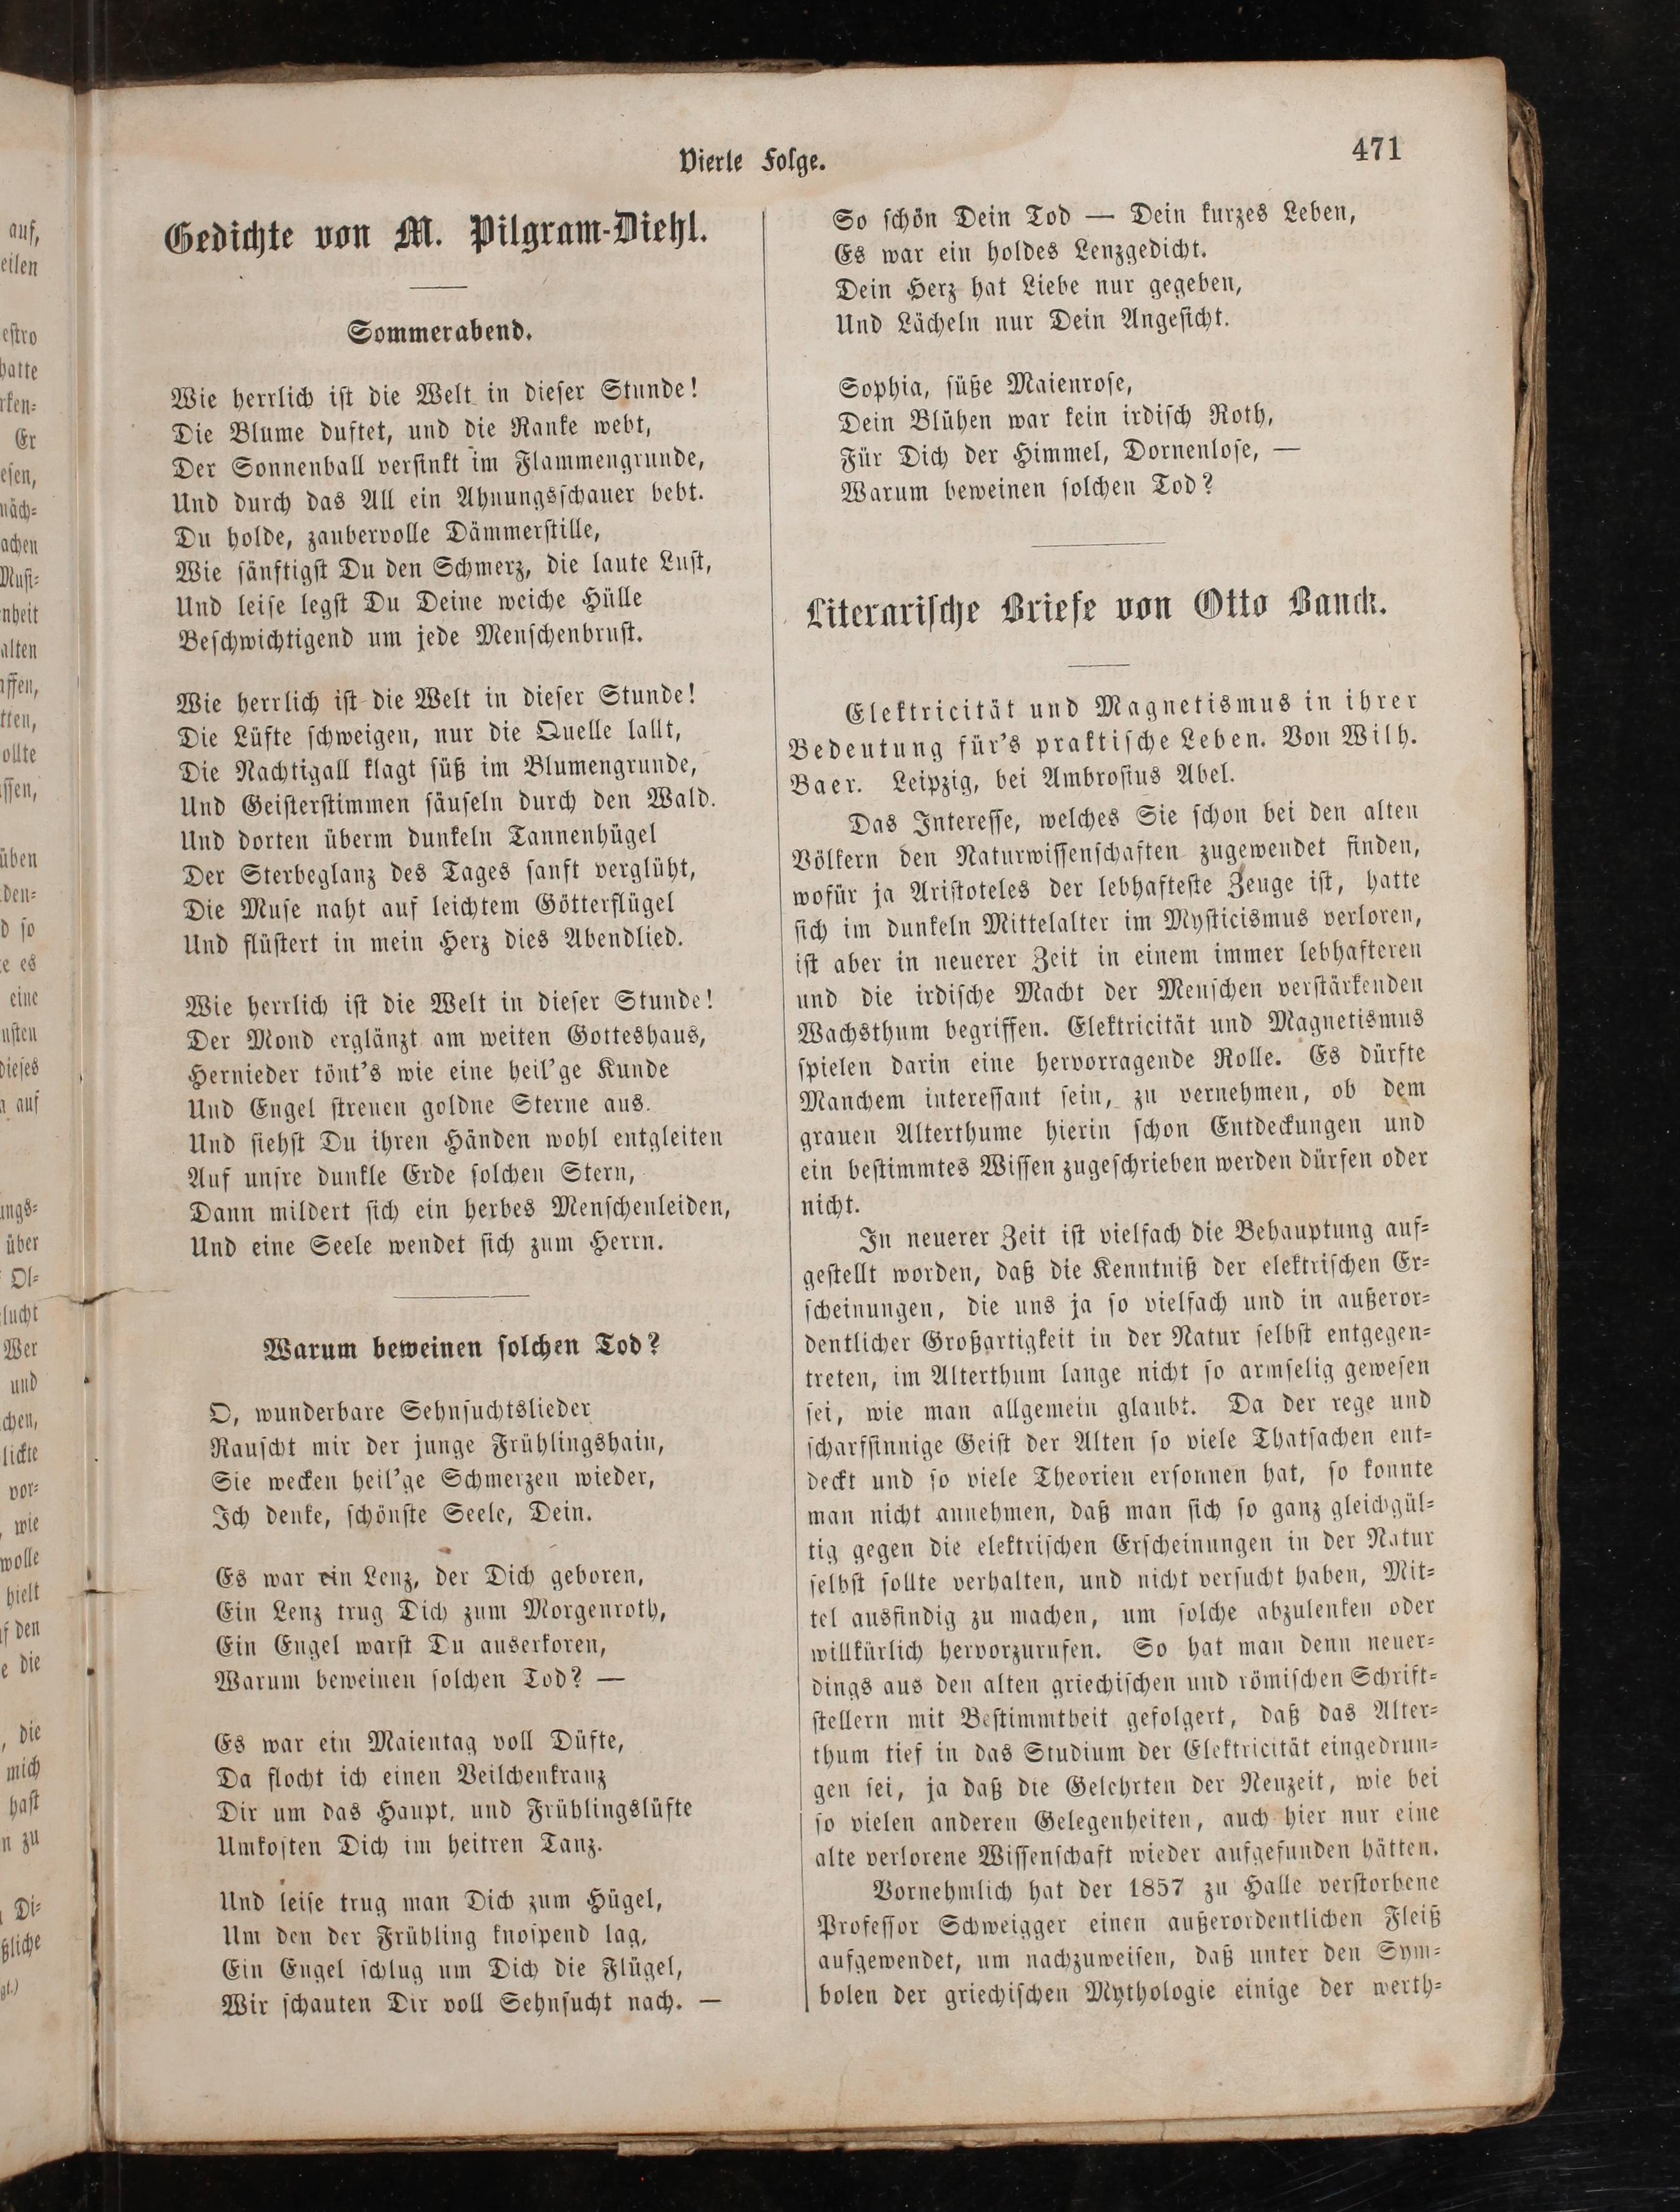 Vierte Folge.
471
Gedichte von M. Pilgram-Diehl.
Sommerabend.
Wie herrlich ist die Welt in dieser Stunde!
Die Blume duftet, und die Ranke webt,
Der Sonnenball versinkt im Flammengrunde,
Und durch das All ein Ahnungsschauer bebt.
Du holde, zaubervolle Dämmerstille,
Wie sänftigst Du den Schmerz, die laute Lust,
Und leise legst Du Deine weiche Hülle
Beschwichtigend um jede Menschenbrust.
Wie herrlich ist die Welt in dieser Stunde!
Die Lüfte schweigen, nur die Quelle lallt,
Die Nachtigall klagt süß im Blumengrunde,
Und Geisterstimmen säuseln durch den Wald.
Und dorten überm dunkeln Tannenhügel
Der Sterbeglanz des Tages sanft verglüht,
Die Muse naht auf leichtem Götterflügel
Und flüstert in mein Herz dies Abendlied.
Wie herrlich ist die Welt in dieser Stunde!
Der Mond erglänzt am weiten Gotteshaus,
Hernieder tönt's wie eine heil'ge Kunde
Und Engel streuen goldne Sterne aus.
Und siehst Du ihren Händen wohl entgleiten
Auf unsre dunkle Erde solchen Stern,
Dann mildert sich ein herbes Menschenleiden,
Und eine Seele wendet sich zum Herrn.
Warum beweinen solchen Tod?
O, wunderbare Sehnsuchtslieder
Rauscht mir der junge Frühlingshain,
Sie wecken heil'ge Schmerzen wieder,
Ich denke, schönste Seele, Dein.
Es war ein Lenz, der Dich geboren,
Ein Lenz trug Dich zum Morgenroth,
Ein Engel warst Du auserkoren,
Warum beweinen solchen Tod? —
Es war ein Maientag voll Düfte,
Da flocht ich einen Veilchenkranz
Dir um das Haupt, und Frühlingslüfte
Umkosten Dich im heitren Tanz.
Und leise trug man Dich zum Hügel,
Um den der Frühling knospend lag,
Ein Engel schlug um Dich die Flügel,
Wir schauten Dir voll Sehnsucht nach. —
So schön Dein Tod — Dein kurzes Leben,
Es war ein holdes Lenzgedicht.
Dein Herz hat Liebe nur gegeben,
Und Lächeln nur Dein Angesicht.
Sophia, süße Maienrose,
Dein Blühen war kein irdisch Roth,
Für Dich der Himmel, Dornenlose, —
Warum beweinen solchen Tod?
Literarische Briefe von Otto Banck.
Elektricität und Magnetismus in ihrer
Bedeutung für's praktische Leben. Von Wilh.
Baer. Leipzig, bei Ambrosius Abel.
Das Interesse, welches Sie schon bei den alten
Völkern den Naturwissenschaften zugewendet finden,
wofür ja Aristoteles der lebhafteste Zeuge ist, hatte
sich im dunkeln Mittelalter im Mysticismus verloren,
ist aber in neuerer Zeit in einem immer lebhafteren
und die irdische Macht der Menschen verstärkenden
Wachsthum begriffen. Elektricität und Magnetismus
spielen darin eine hervorragende Rolle. Es dürfte
Manchem interessant sein, zu vernehmen, ob dem
grauen Alterthume hierin schon Entdeckungen und
ein bestimmtes Wissen zugeschrieben werden dürfen oder
nicht.
In neuerer Zeit ist vielfach die Behauptung auf-
gestellt worden, daß die Kenntniß der elektrischen Er-
scheinungen, die uns ja so vielfach und in außeror-
dentlicher Großartigkeit in der Natur selbst entgegen-
treten, im Alterthum lange nicht so armselig gewesen
sei, wie man allgemein glaubt. Da der rege und
scharfsinnige Geist der Alten so viele Thatsachen ent-
deckt und so viele Theorien ersonnen hat, so konnte
man nicht annehmen, daß man sich so ganz gleichgül-
tig gegen die elektrischen Erscheinungen in der Natur
selbst sollte verhalten, und nicht versucht haben, Mit-
tel ausfindig zu machen, um solche abzulenken oder
willkürlich hervorzurufen. So hat man denn neuer-
dings aus den alten griechischen und römischen Schrift-
stellern mit Bestimmtheit gefolgert, daß das Alter-
thum tief in das Studium der Elektricität eingedrun-
gen sei, ja daß die Gelehrten der Neuzeit, wie bei
so vielen anderen Gelegenheiten, auch hier nur eine
alte verlorene Wissenschaft wieder aufgefunden hätten.
Vornehmlich hat der 1857 zu Halle verstorbene
Professor Schweigger einen außerordentlichen Fleiß
aufgewendet, um nachzuweisen, daß unter den Sym-
bolen der griechischen Mythologie einige der werth-